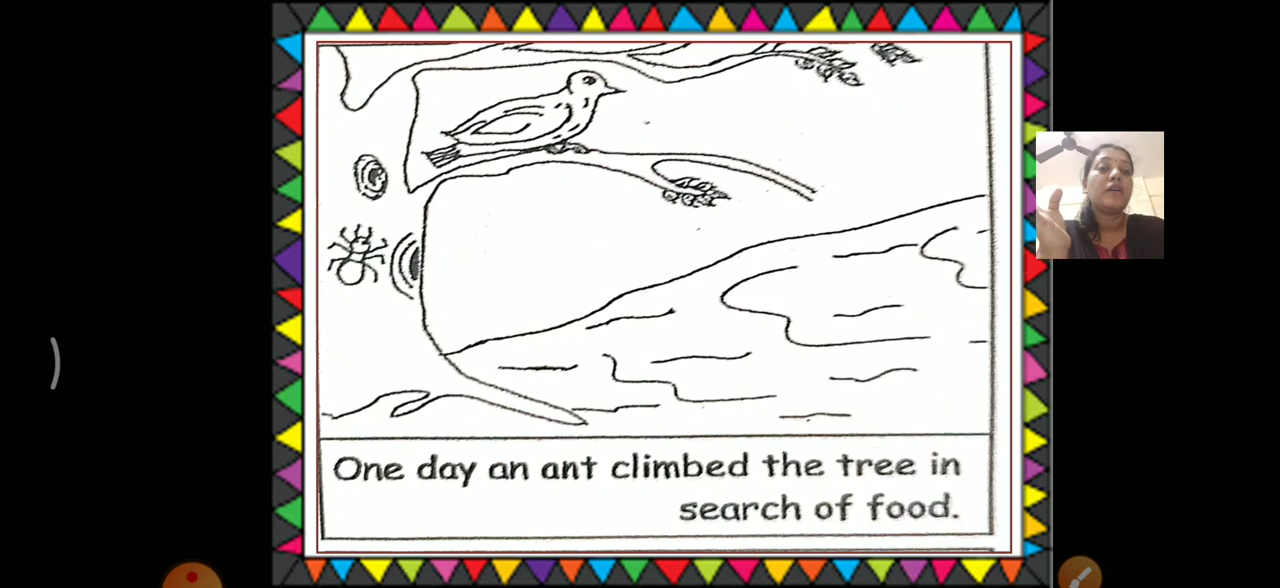 One day an ant climbed the tree in
search of food.